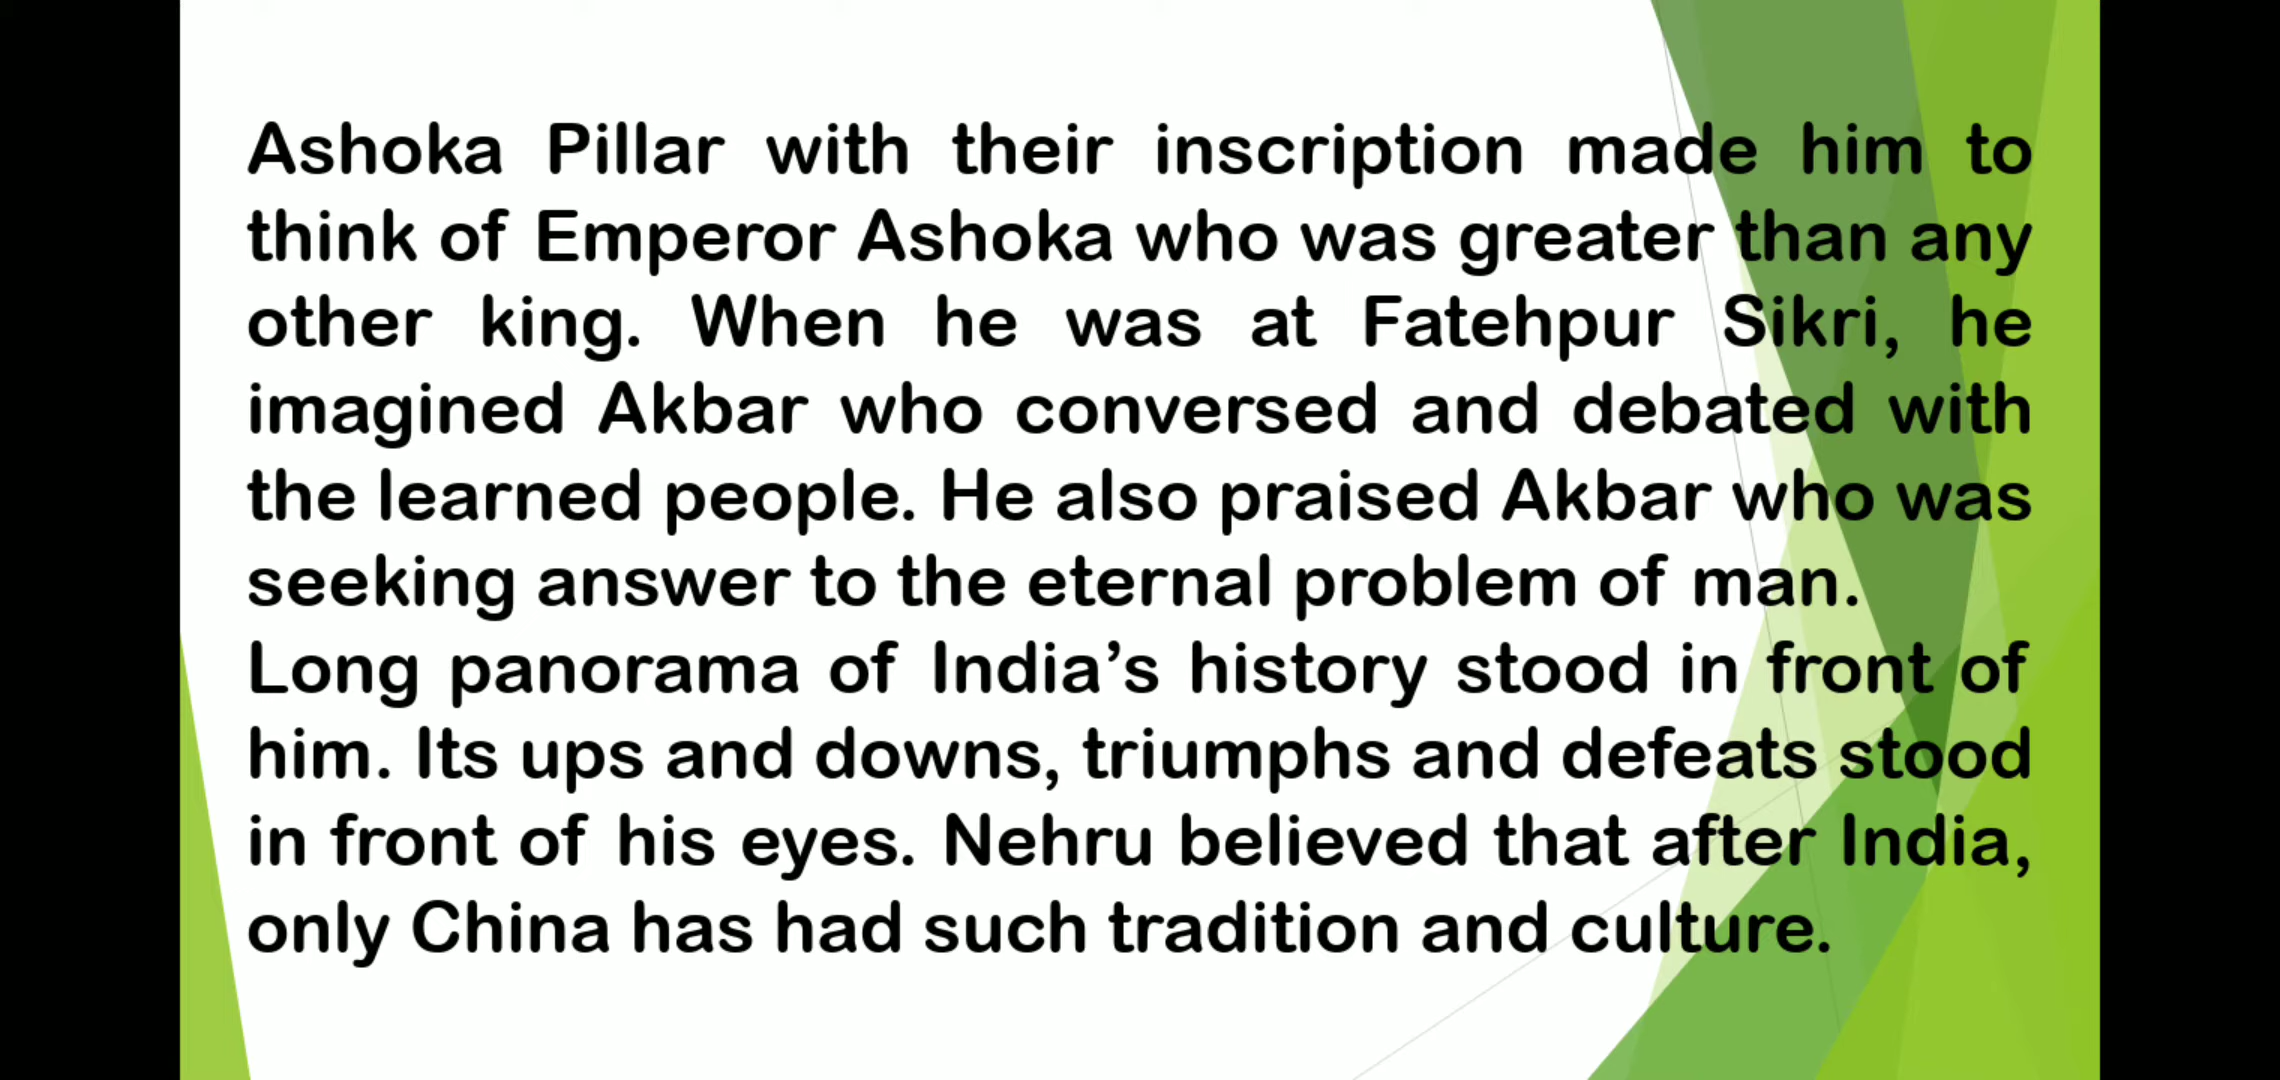 Ashoka Pillar with their inscription made him to
think of Emperor Ashoka who was greater than any
other king. When he was at Fatehpur Sikri, he
imagined Akbar who conversed and debated with
the learned people. He also praised Akbar who was
seeking answer to the eternal problem of man.
Long panorama of India’s history stood in front of
him. Its ups and downs, triumphs and defeats stood
in front of his eyes. Nehru believed that after India,
only China has had such tradition and culture.